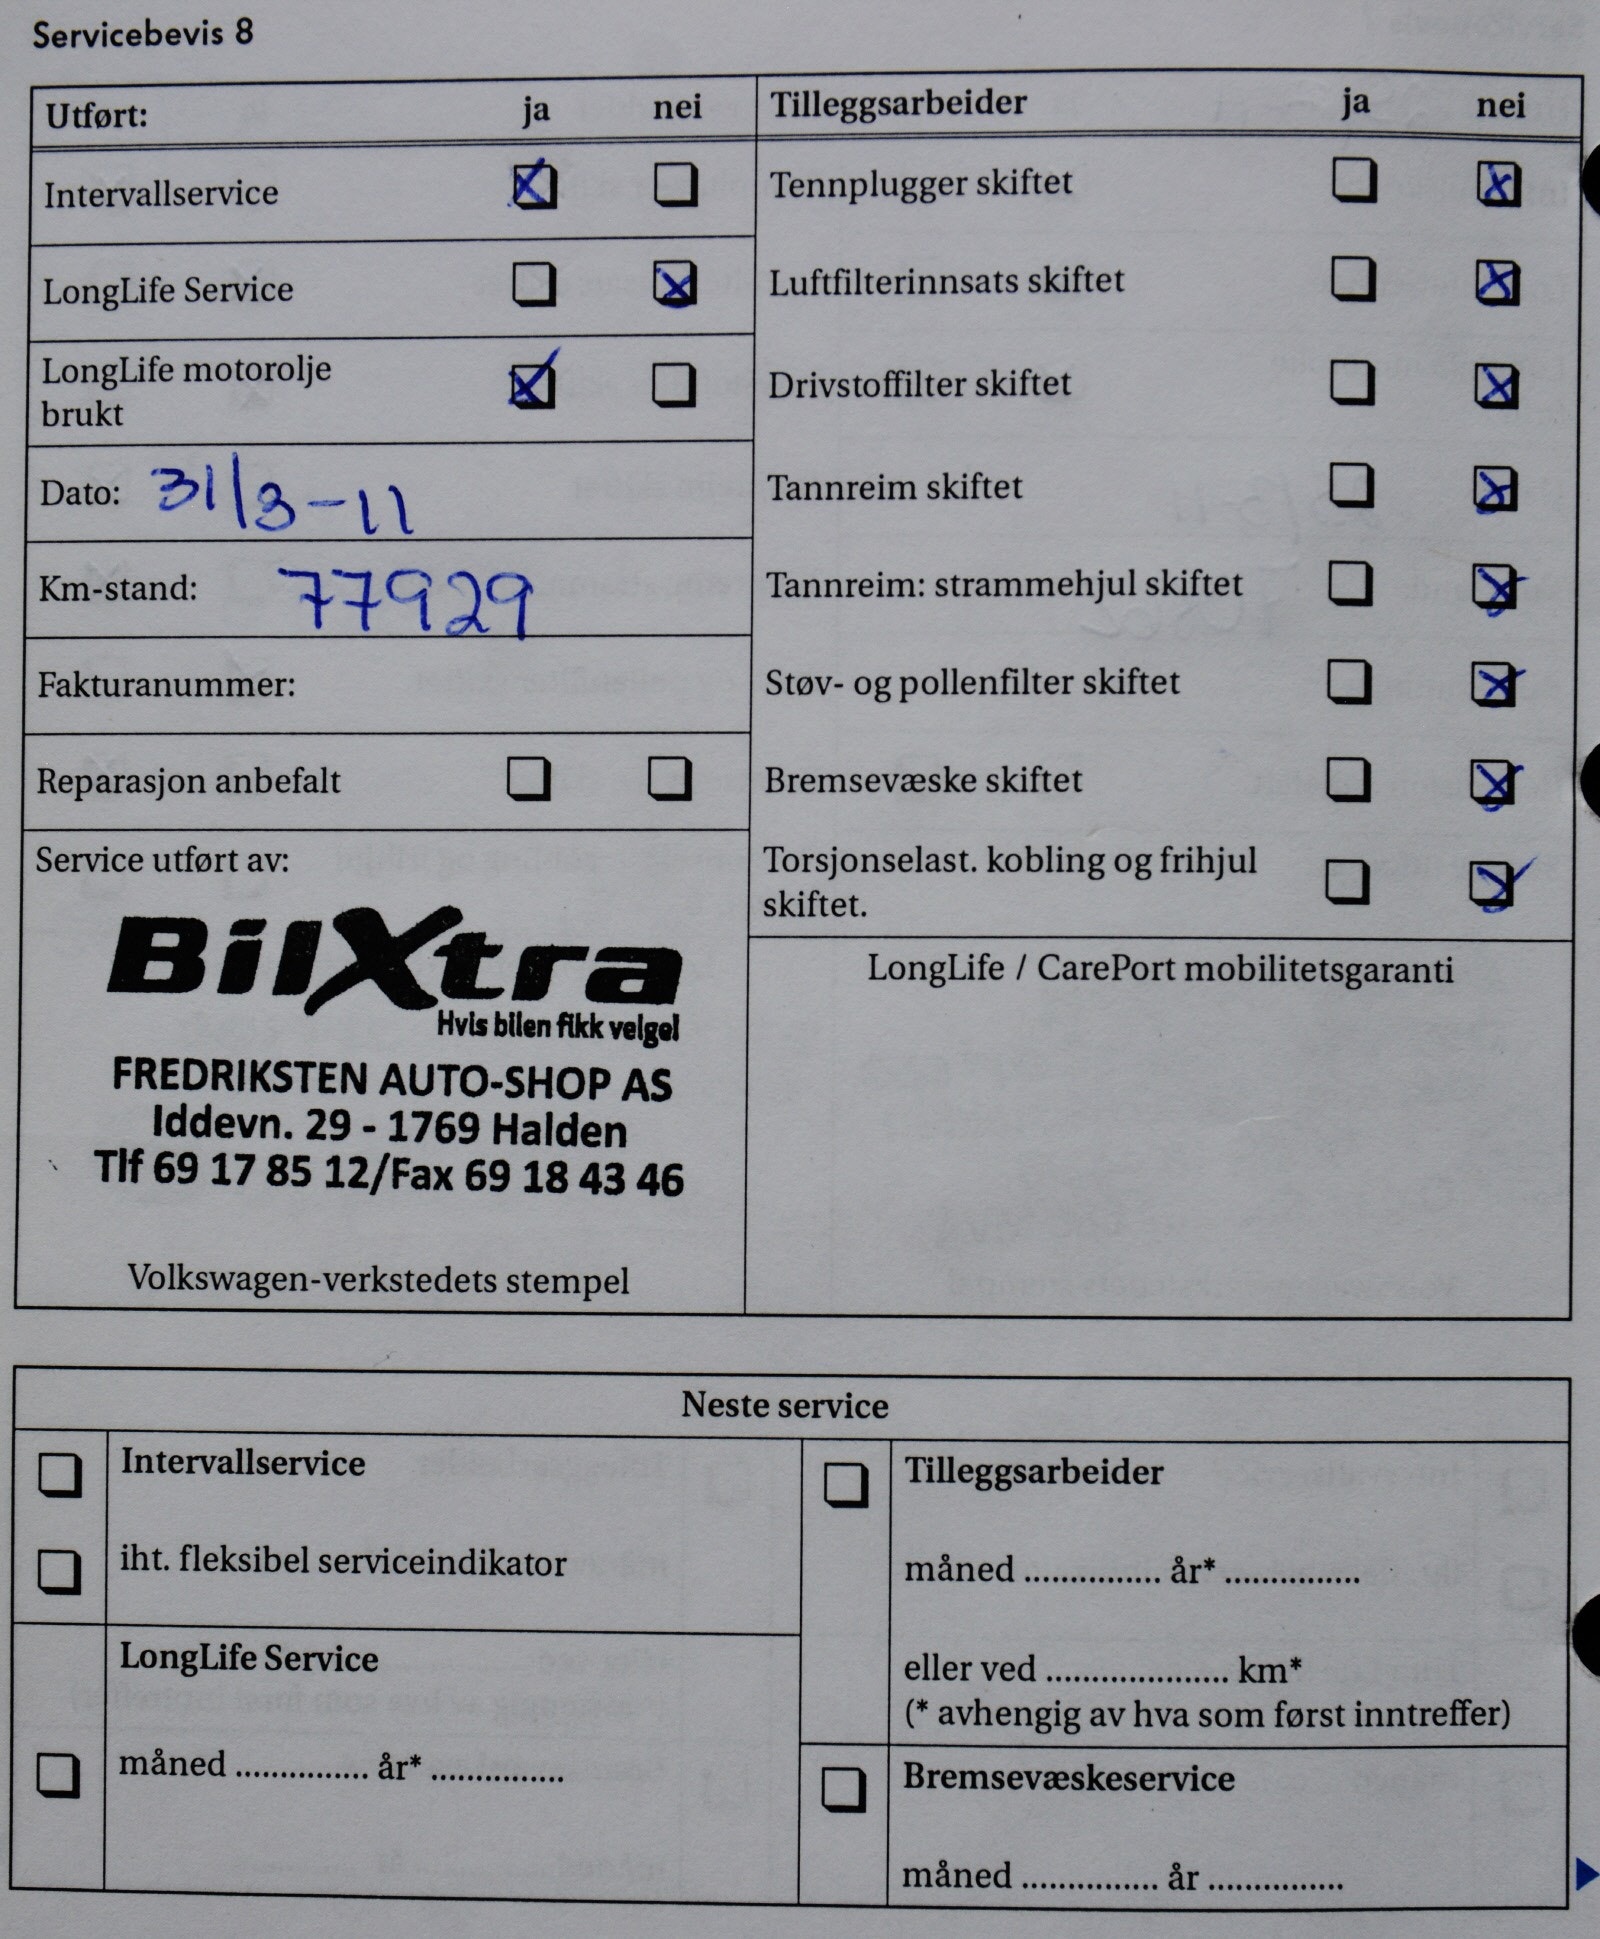 Servicebevis 8
Utført: ja nei
Intervallservice
LongLife Service
LongLife motorolje
brukt
Dato: 31/3-11
Km-stand: 77929
Fakturanummer:
Reparasjon anbefalt
Service utført av:
BilXtra
Hvis bilen fikk velge!
FREDRIKSTEN AUTO-SHOP AS
Iddevn. 29 - 1769 Halden
Tlf 69 17 85 12/Fax 69 18 43 46
Volkswagen-verkstedets stempel
Tilleggsarbeider ja nei
Tennplugger skiftet
Luftfilterinnsats skiftet
Drivstoffilter skiftet
Tannreim skiftet
Tannreim: strammehjul skiftet
Støv- og pollenfilter skiftet
Bremsevæske skiftet
Torsjonselast. kobling og frihjul
skiftet.
LongLife / CarePort mobilitetsgaranti
Neste service
Intervallservice
iht. fleksibel serviceindikator
LongLife Service
måned ............... år* ...............
Tilleggsarbeider
måned ............... år* ...............
eller ved .................... km*
(* avhengig av hva som først inntreffer)
Bremsevæskeservice
måned ............... år ...............